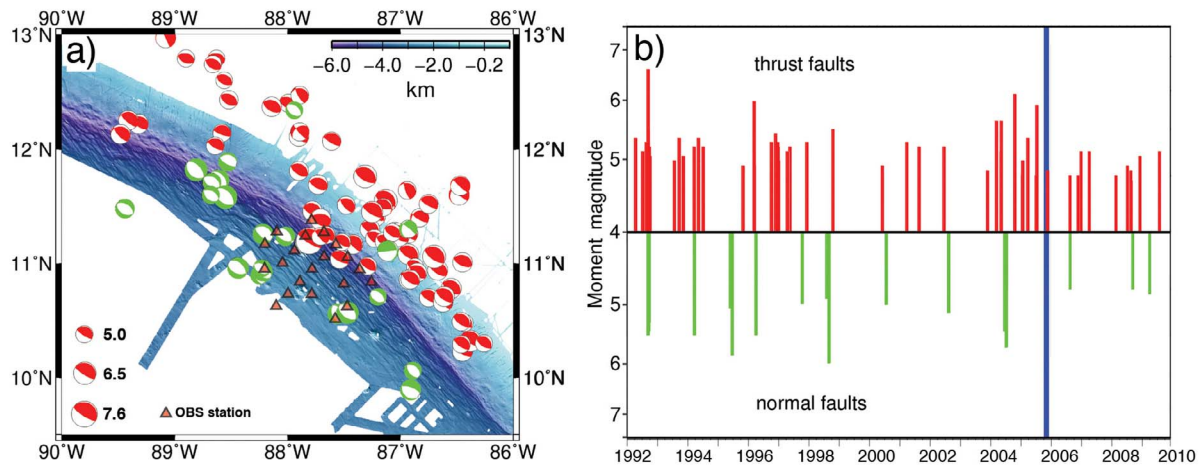 90˚W 89˚W 88˚W 87˚W 86˚W
13˚N 13˚N
a)
−6.0 −4.0 −2.0 −0.2
km
12˚N 12˚N
11˚N 11˚N
5.0
6.5
10˚N 10˚N
7.6 OBS station
90˚W 89˚W 88˚W 87˚W 86˚W
b)
thrust faults
7
6
5
4
5
6
7
Moment magnitude
normal faults
1992 1994 1996 1998 2000 2002 2004 2006 2008 2010